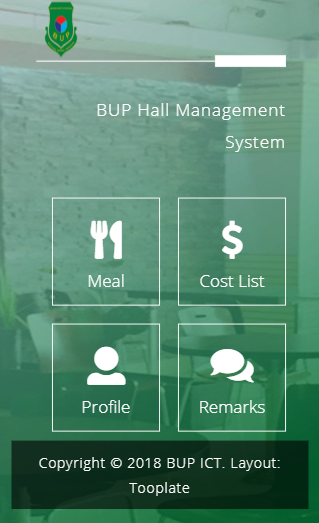 BUP
BUP Hall Management
System
Meal
Cost List
Profile
Remarks
Copyright © 2018 BUP ICT. Layout:
Tooplate